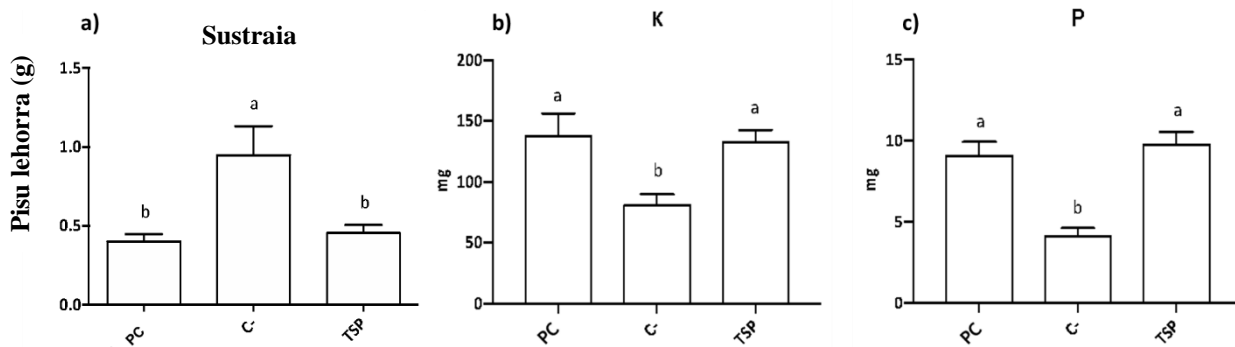 a)
Sustraia
Pisu lehorra (g)
1.5
1.0
0.5
0.0
b
a
b
PC
C-
TSP
b)
K
mg
200
150
100
50
0
a
b
a
PC
C-
TSP
c)
P
mg
15
10
5
0
a
b
a
PC
C-
TSP